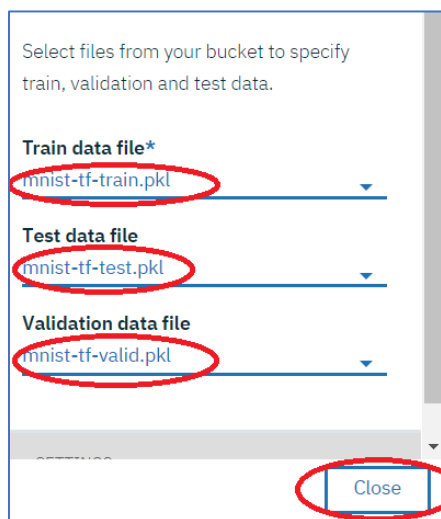 Select files from your bucket to specify
train, validation and test data.
Train data file*
mnist-tf-train.pkl
Test data file
mnist-tf-test.pkl
Validation data file
mnist-tf-valid.pkl
SETTINGS
Close